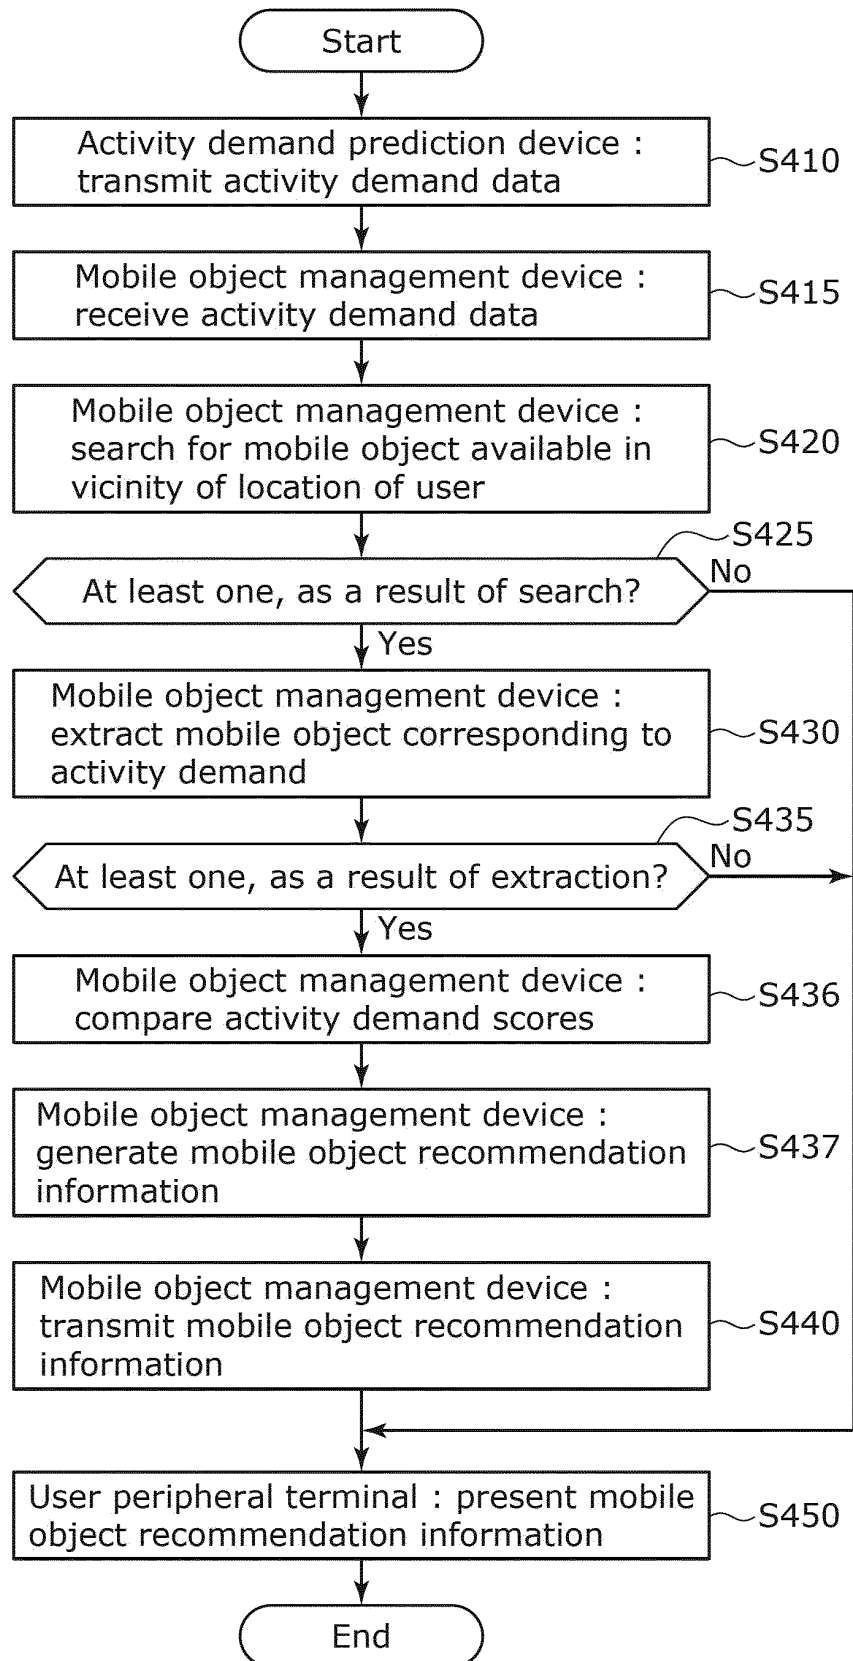 Start
Activity demand prediction device :
transmit activity demand data
S410
Mobile object management device :
receive activity demand data
S415
Mobile object management device :
search for mobile object available in
vicinity of location of user
S420
S425
At least one, as a result of search?
No
Yes
Mobile object management device :
extract mobile object corresponding to
activity demand
S430
S435
At least one, as a result of extraction?
No
Yes
Mobile object management device :
compare activity demand scores
S436
Mobile object management device :
generate mobile object recommendation
information
S437
Mobile object management device :
transmit mobile object recommendation
information
S440
User peripheral terminal : present mobile
object recommendation information
S450
End